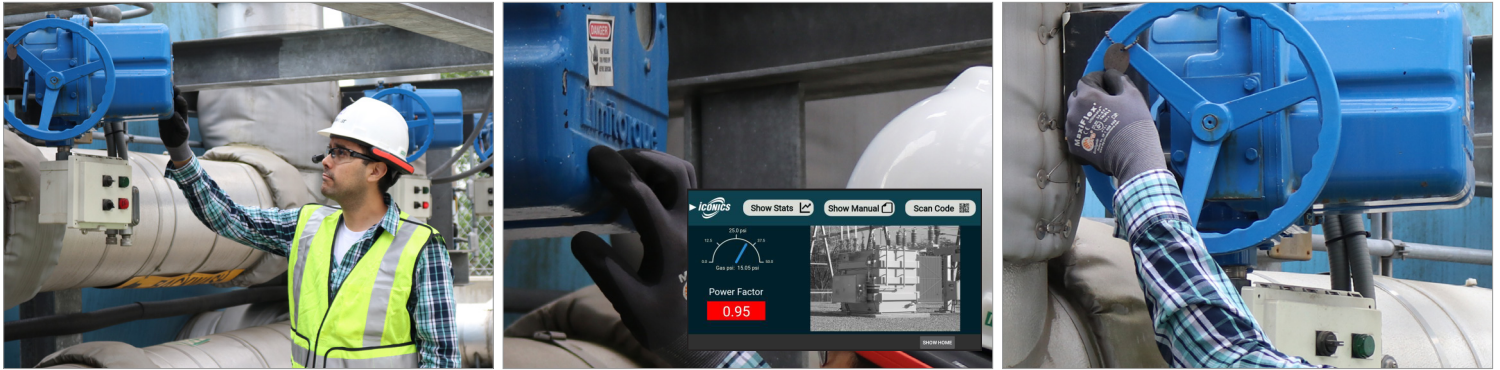 DANGER
Limitorque
ICONICS
Show Stats
Show Manual
Scan Code
25.0 psi
12.5
37.5
0.0
50.0
Gas psi 15.05 psi
Power Factor
0.95
SHOW HOME
MaxiFlex